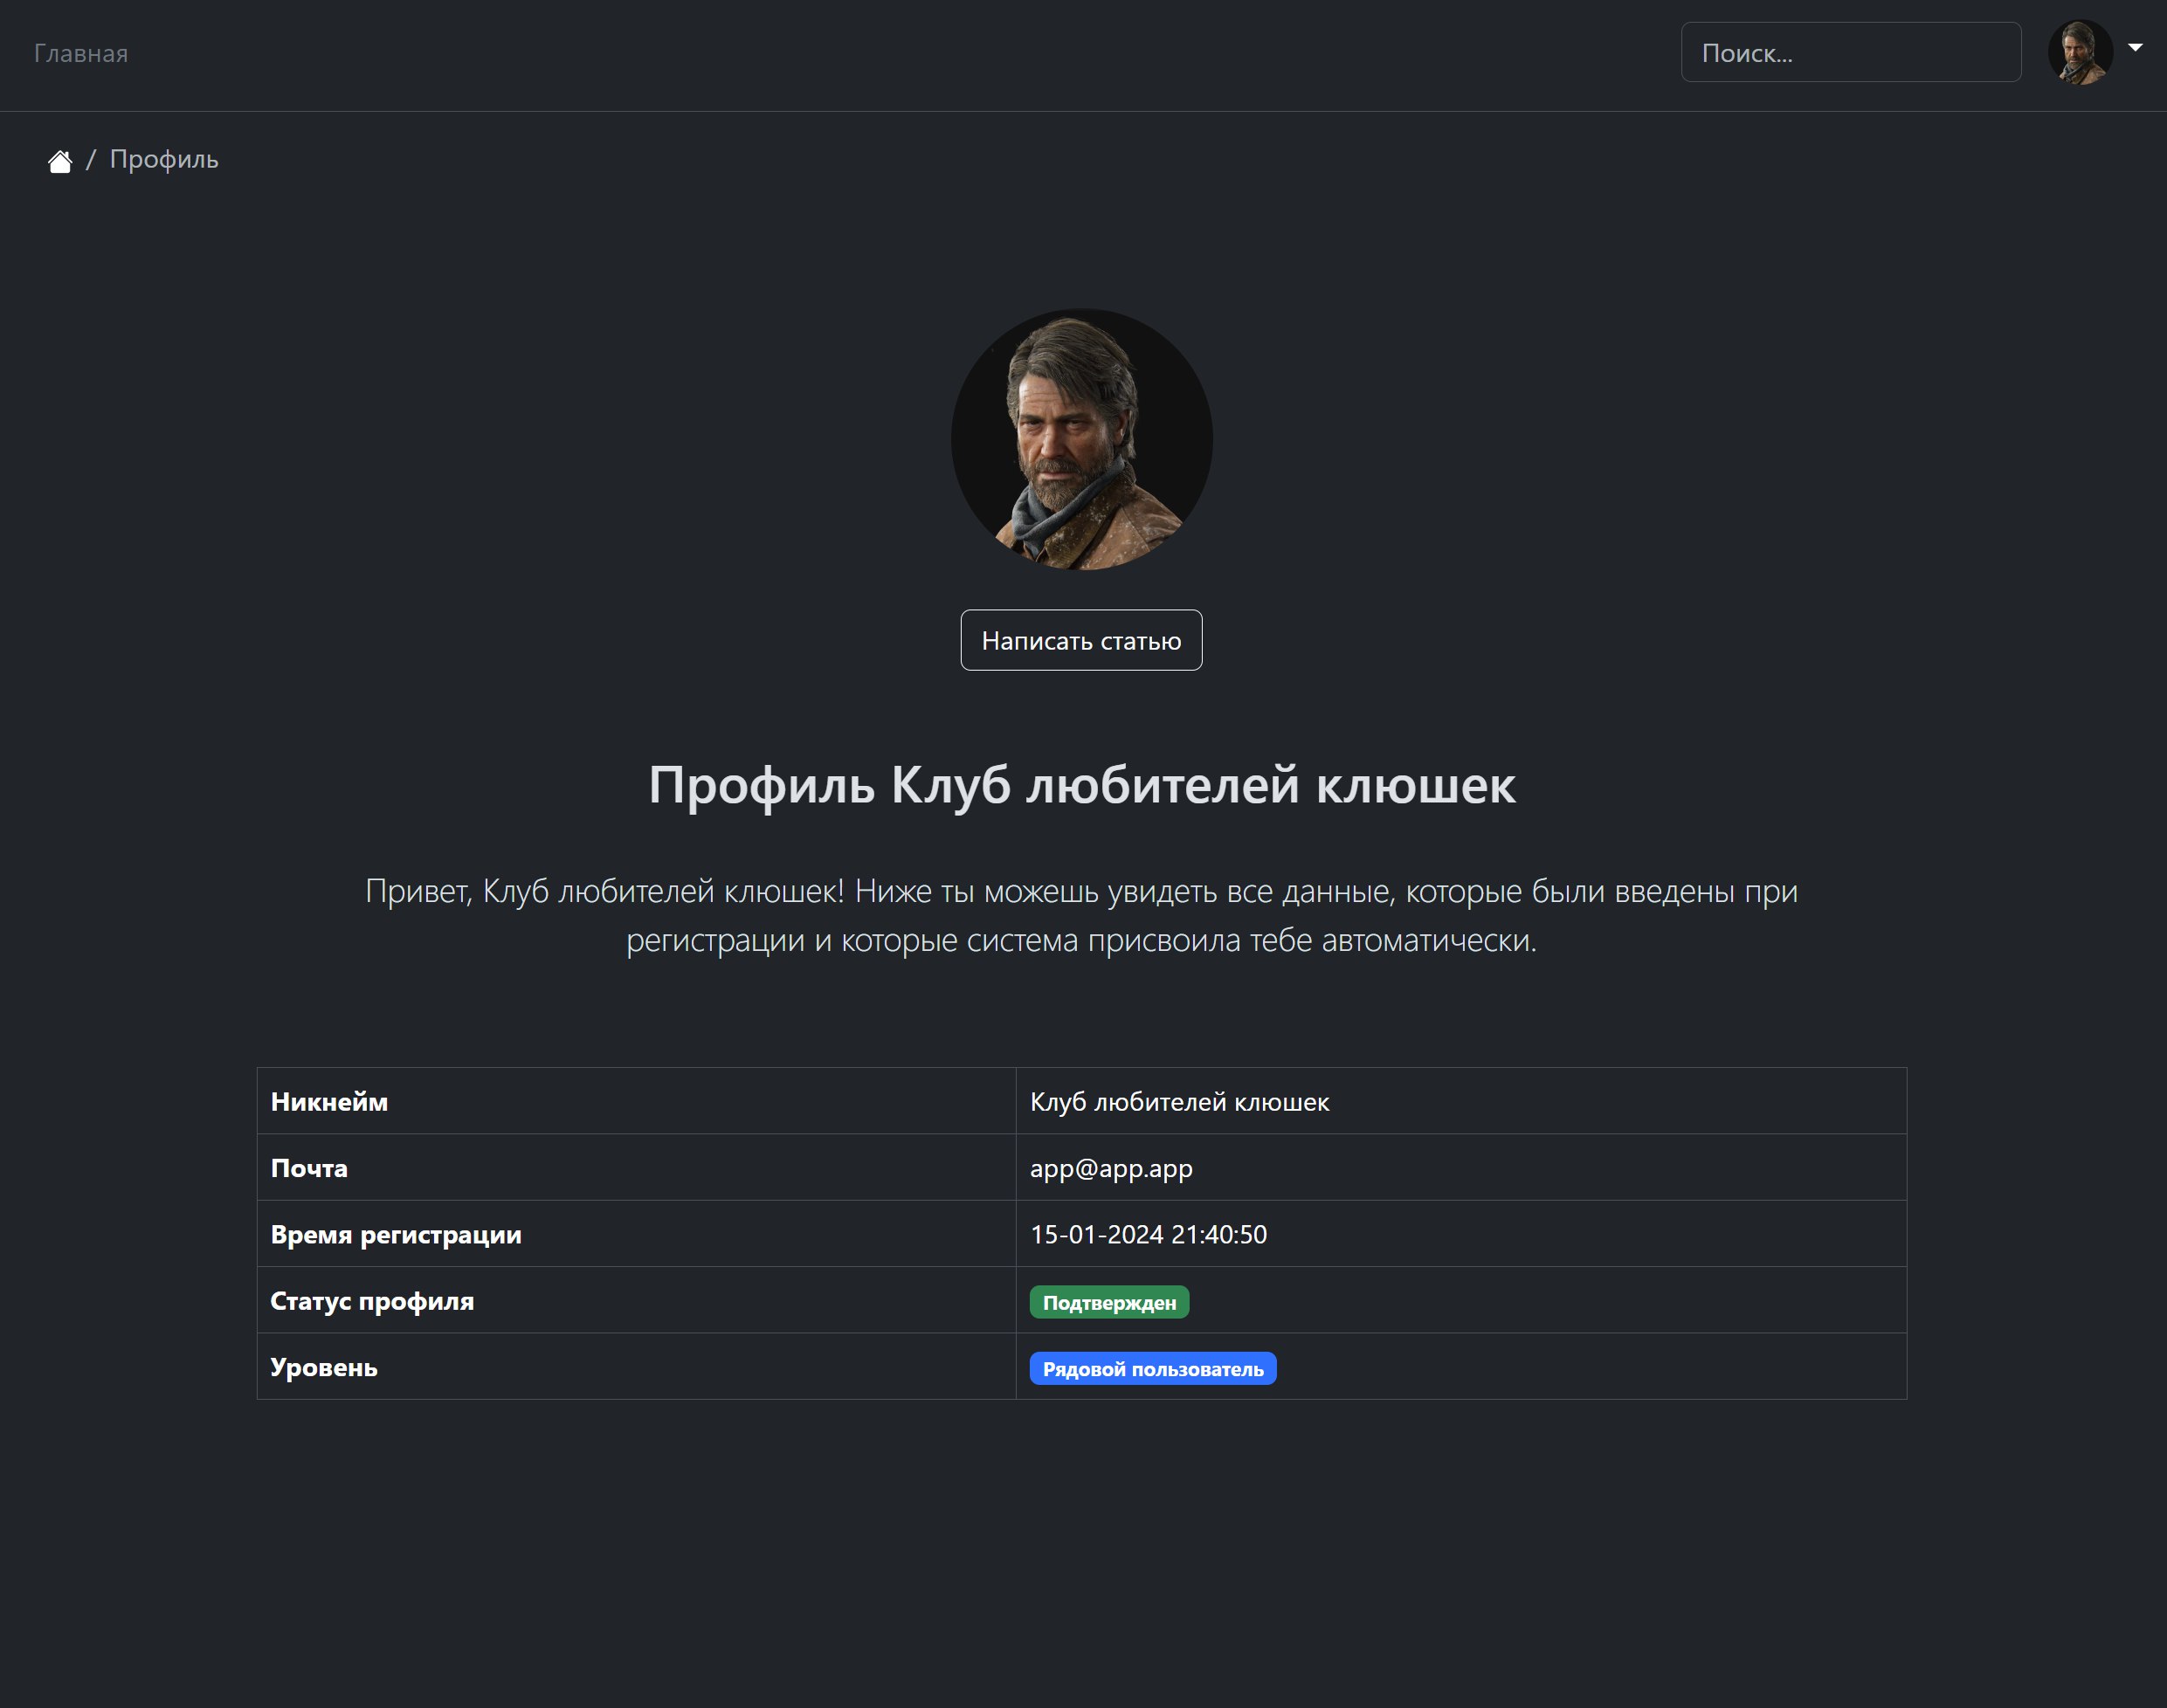 Главная
Поиск...
/ Профиль
Написать статью
Профиль Клуб любителей клюшек
Привет, Клуб любителей клюшек! Ниже ты можешь увидеть все данные, которые были введены при
регистрации и которые система присвоила тебе автоматически.
Никнейм Клуб любителей клюшек
Почта app@app.app
Время регистрации 15-01-2024 21:40:50
Статус профиля Подтвержден
Уровень Рядовой пользователь